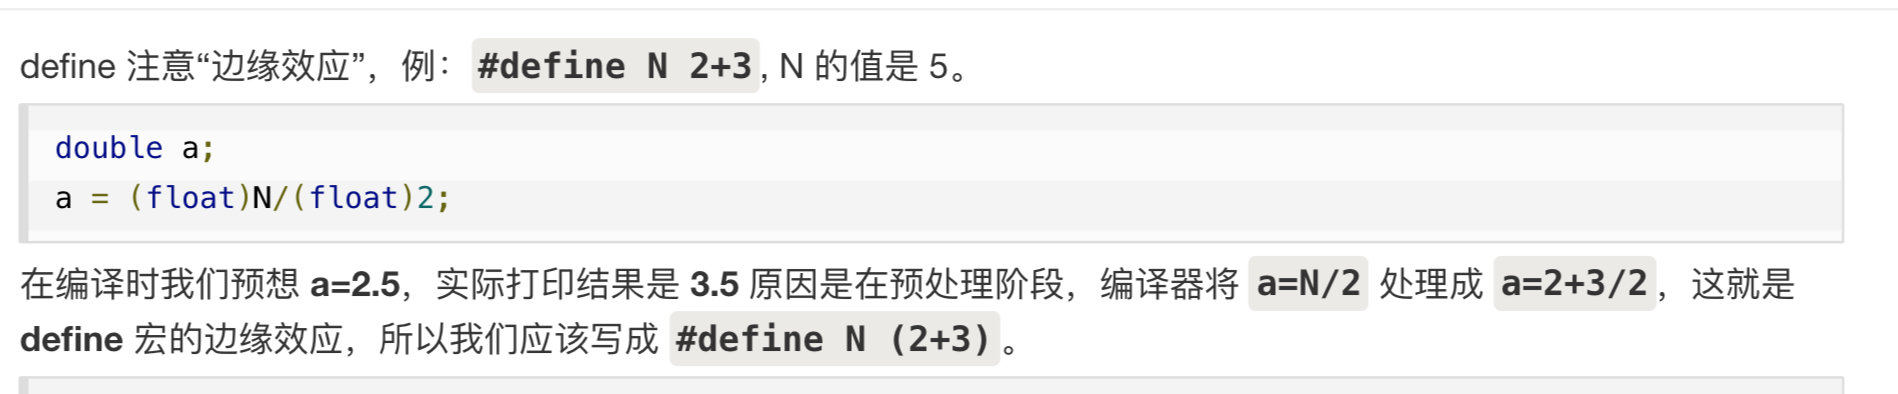 define 注意“边缘效应”，例：#define N 2+3, N 的值是 5。
double a;
a = (float)N/(float)2;
在编译时我们预想 a=2.5，实际打印结果是 3.5 原因是在预处理阶段，编译器将 a=N/2 处理成 a=2+3/2，这就是
define 宏的边缘效应，所以我们应该写成 #define N (2+3)。